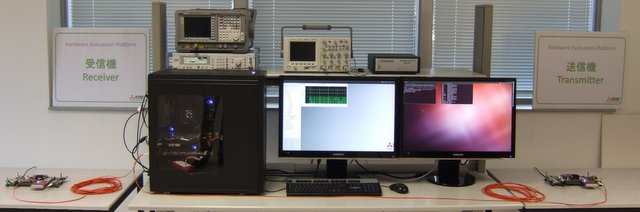 Hardware Evaluation Platform
受信機
Receiver
Hardware Evaluation Platform
送信機
Transmitter